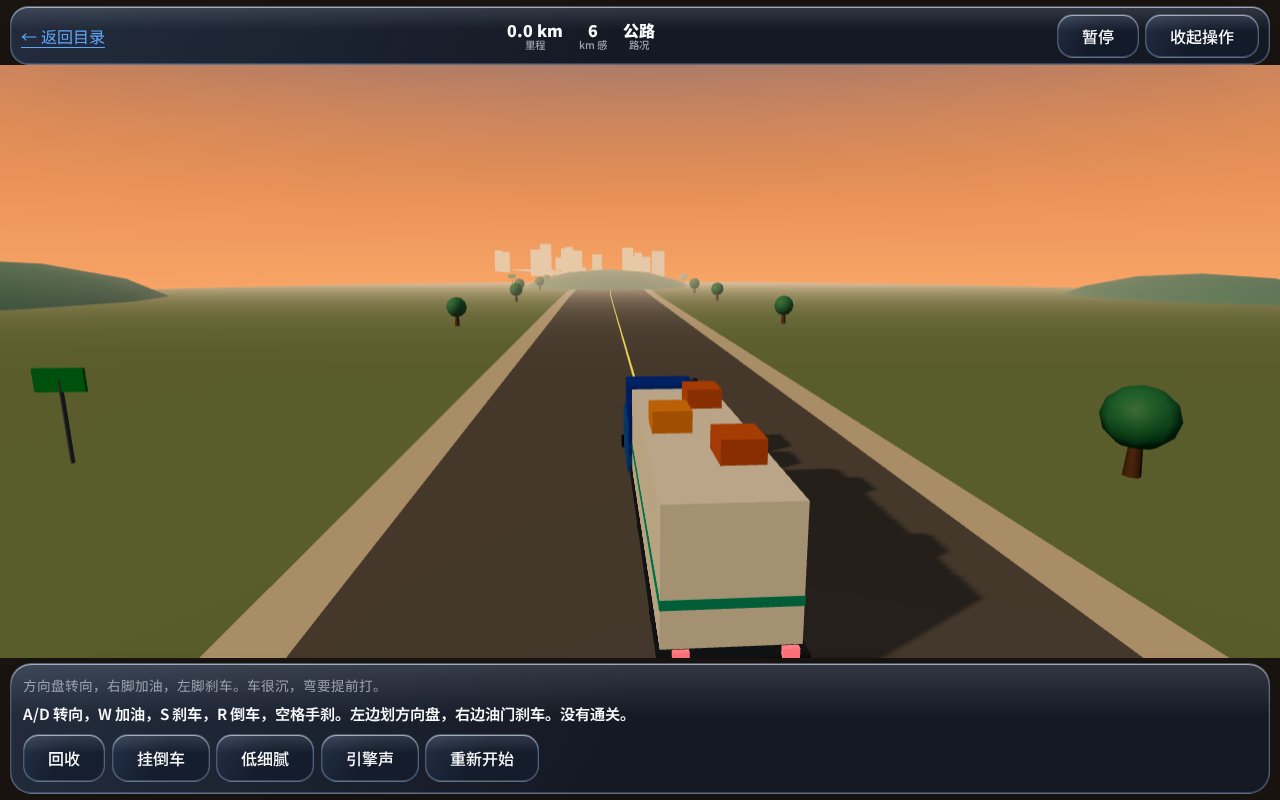 ← 返回目录
0.0 km 6 公路
里程 km 感 路况
暂停 收起操作
方向盘转向，右脚加油，左脚刹车。车很沉，弯要提前打。
A/D 转向，W 加油，S 刹车，R 倒车，空格手刹。左边划方向盘，右边油门刹车。没有通关。
回收 挂倒车 低细腻 引擎声 重新开始